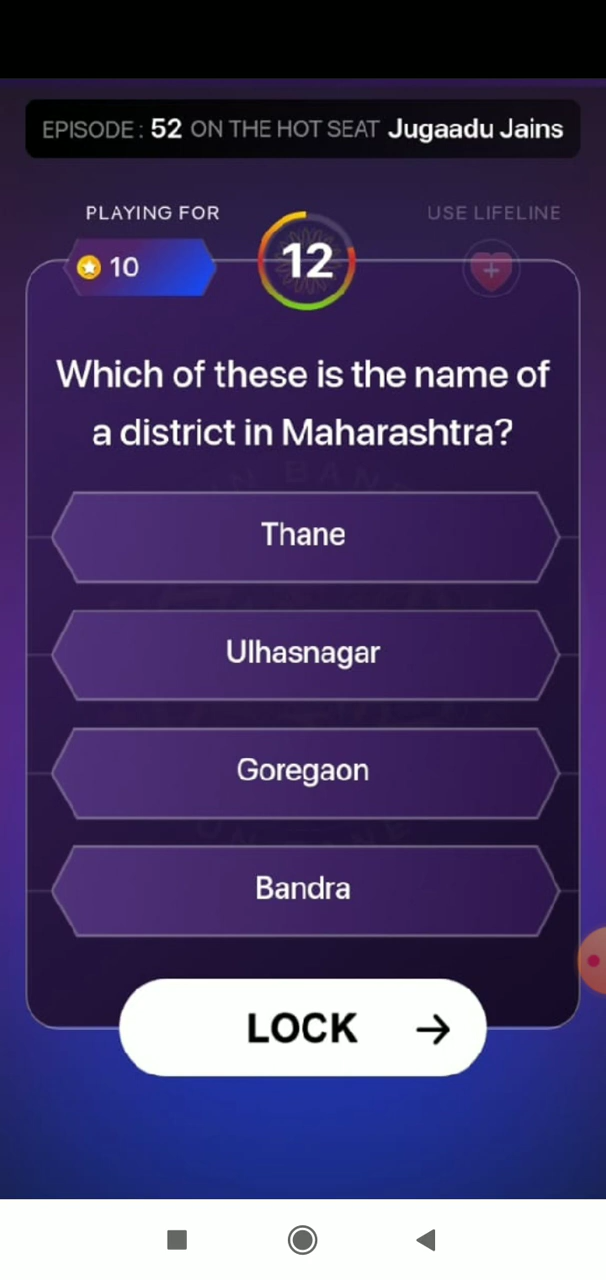 EPISODE : 52 ON THE HOT SEAT Jugaadu Jains
PLAYING FOR
USE LIFELINE
10
12
Which of these is the name of
a district in Maharashtra?
Thane
Ulhasnagar
Goregaon
Bandra
LOCK